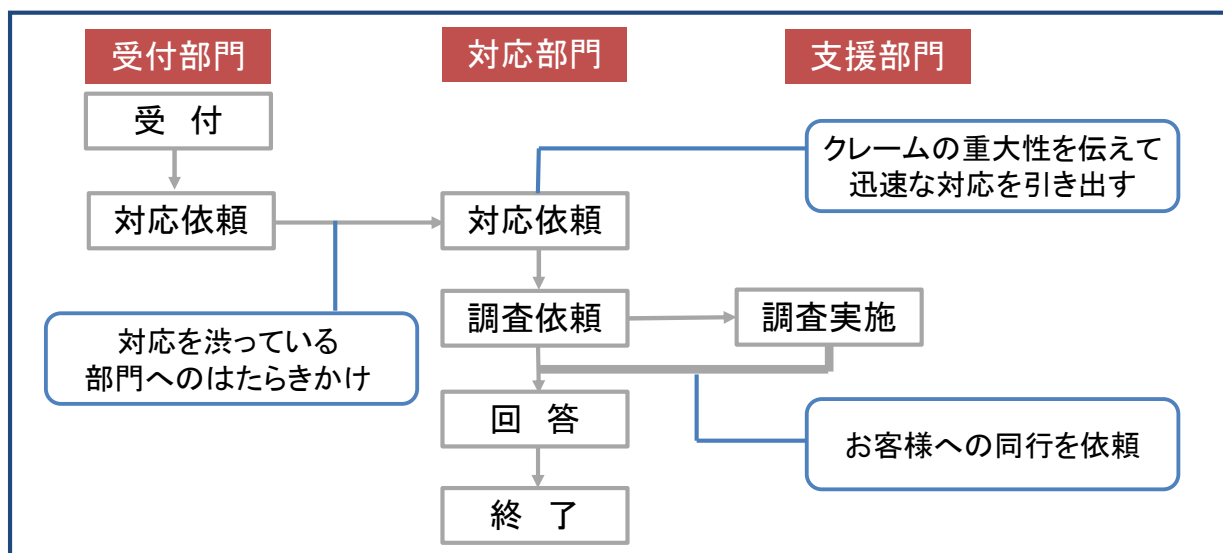 受付部門
対応部門
支援部門
受 付
クレームの重大性を伝えて
迅速な対応を引き出す
対応依頼
対応依頼
調査依頼
調査実施
対応を渋っている
部門へのはたらきかけ
回 答
お客様への同行を依頼
終 了